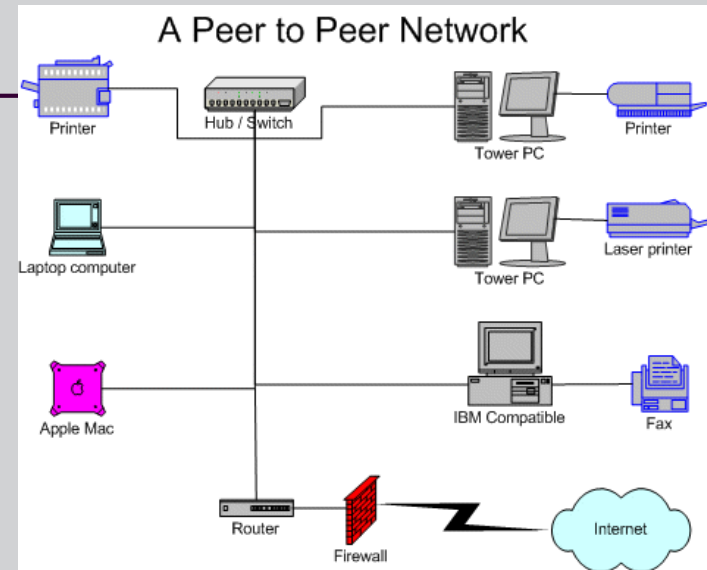 A Peer to Peer Network
Printer
Hub / Switch
Tower PC
Printer
Laptop computer
Tower PC
Laser printer
Apple Mac
IBM Compatible
Fax
Router
Firewall
Internet